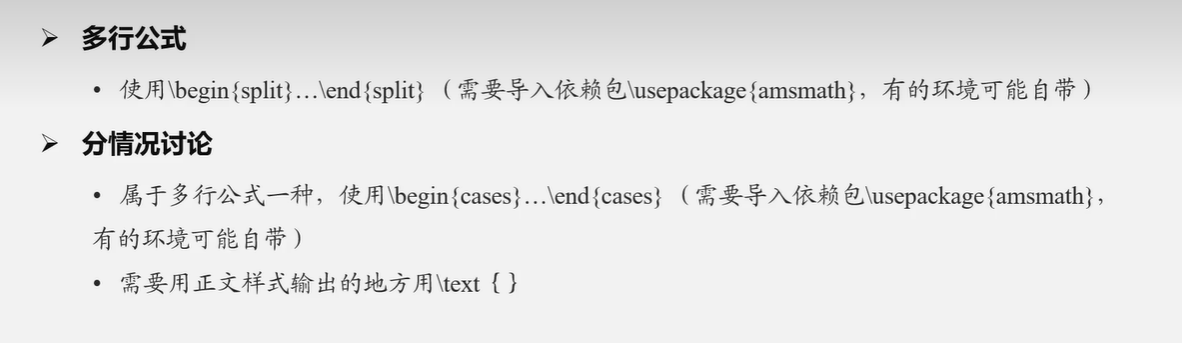 ➢ 多行公式
• 使用\begin{split}…\end{split}（需要导入依赖包\usepackage{amsmath}，有的环境可能自带）
➢ 分情况讨论
• 属于多行公式一种，使用\begin{cases}…\end{cases}（需要导入依赖包\usepackage{amsmath}，
有的环境可能自带）
• 需要用正文样式输出的地方用\text｛｝